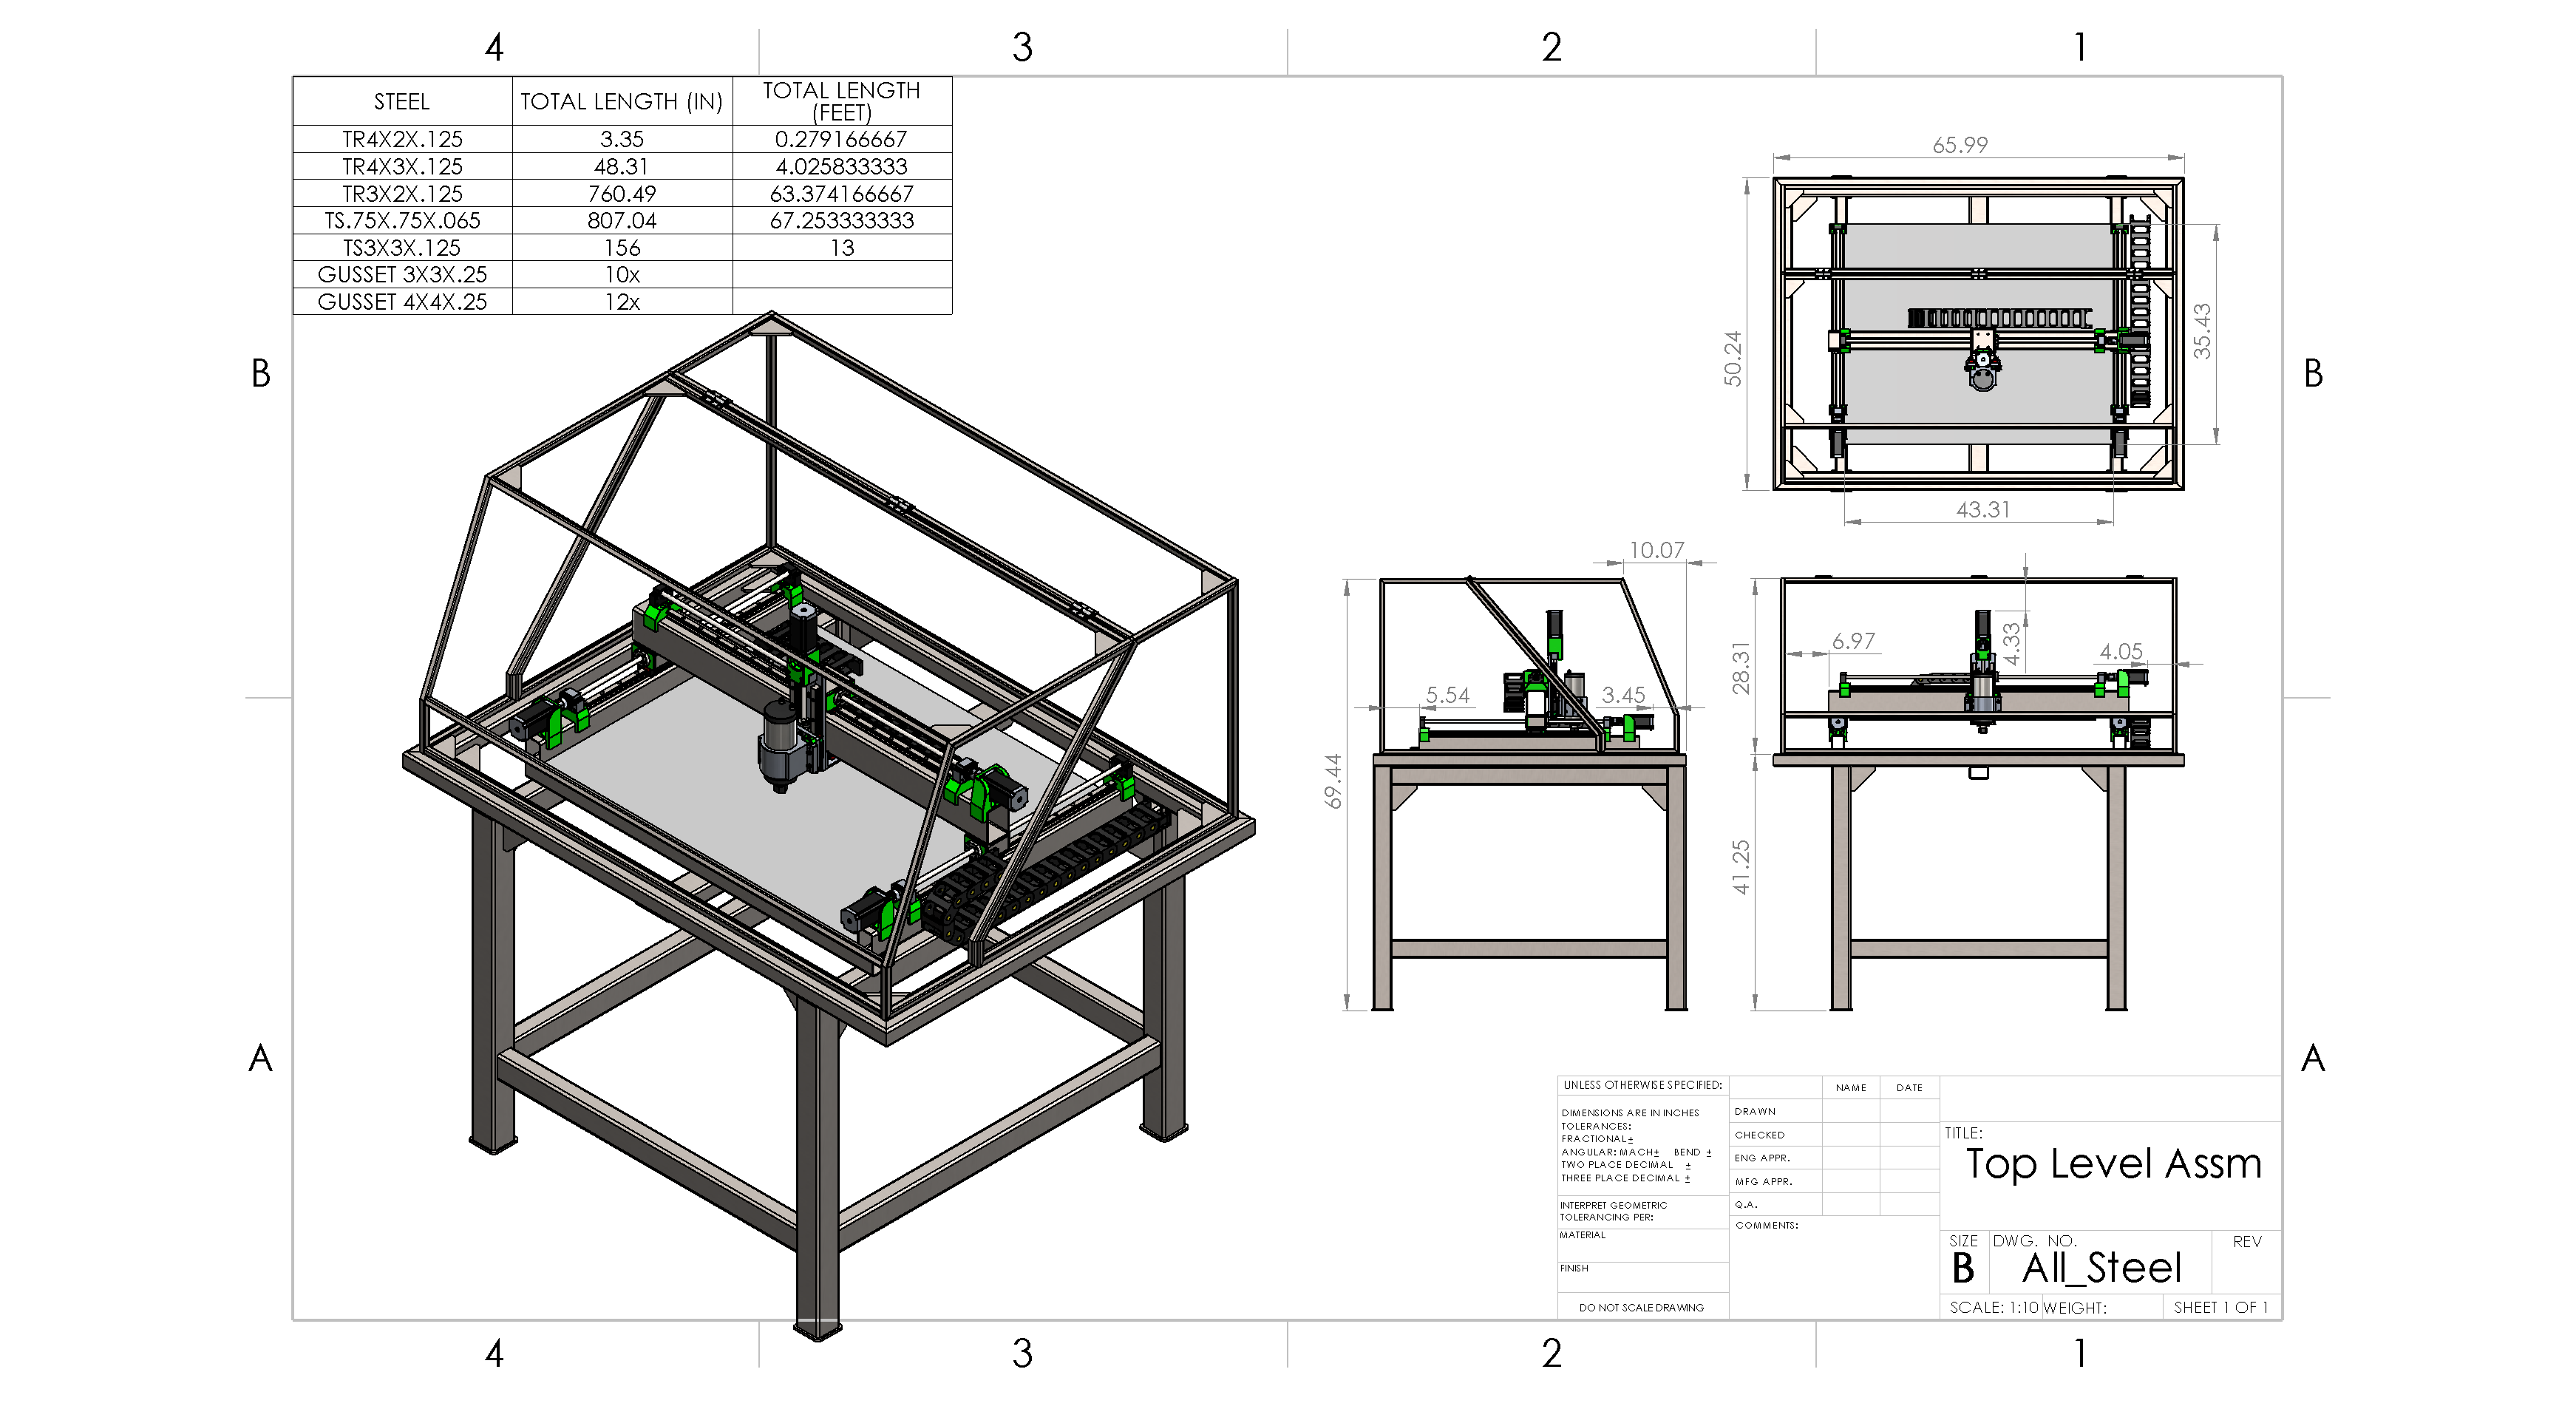 4 3 2 1
STEEL TOTAL LENGTH (IN) TOTAL LENGTH (FEET)
TR4X2X.125 3.35 0.279166667
TR4X3X.125 48.31 4.025833333
TR3X2X.125 760.49 63.374166667
TS.75X.75X.065 807.04 67.253333333
TS3X3X.125 156 13
GUSSET 3X3X.25 10x
GUSSET 4X4X.25 12x
65.99
50.24
35.43
43.31
B B
10.07
5.54
3.45
69.44
28.31
6.97
4.33
4.05
41.25
A A
UNLESS OTHERWISE SPECIFIED:
DIMENSIONS ARE IN INCHES
TOLERANCES:
FRACTIONAL±
ANGULAR: MACH± BEND ±
TWO PLACE DECIMAL ±
THREE PLACE DECIMAL ±
INTERPRET GEOMETRIC
TOLERANCING PER:
MATERIAL
FINISH
DO NOT SCALE DRAWING
NAME DATE
DRAWN
CHECKED
ENG APPR.
MFG APPR.
Q.A.
COMMENTS:
TITLE:
Top Level Assm
SIZE DWG. NO. REV
B All_Steel
SCALE: 1:10 WEIGHT: SHEET 1 OF 1
4 3 2 1